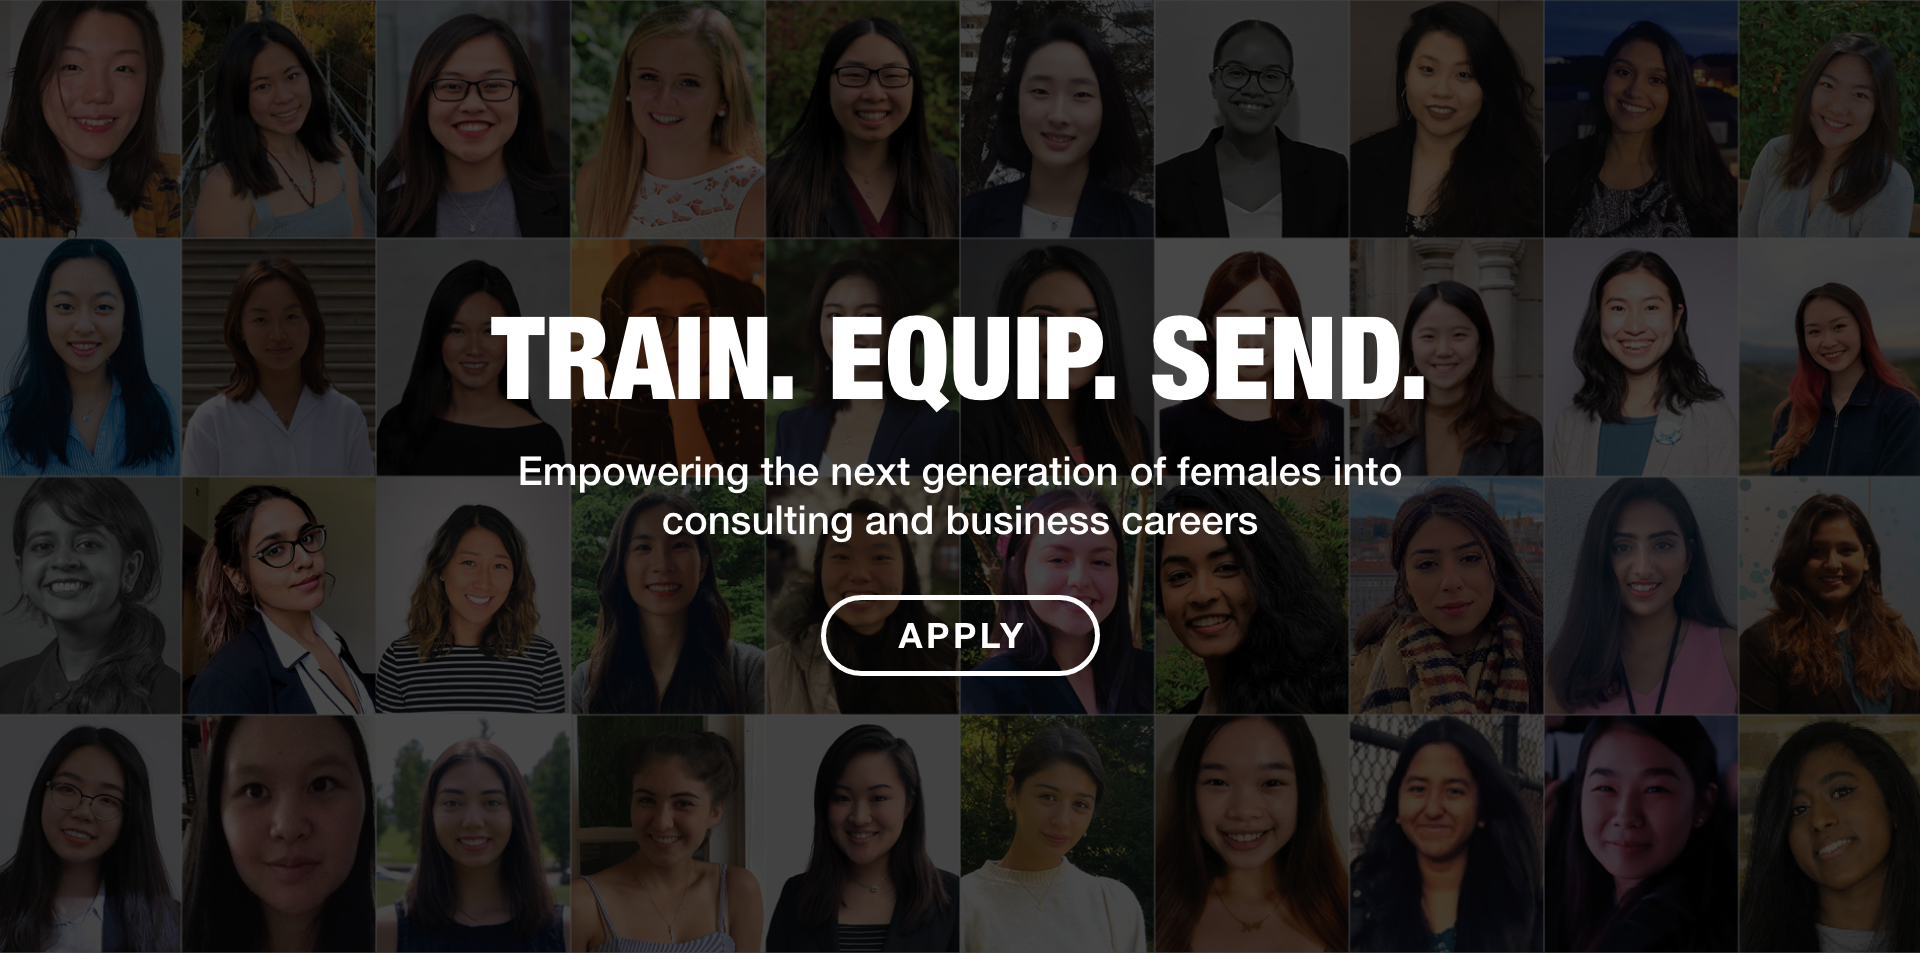 TRAIN. EQUIP. SEND.
Empowering the next generation of females into
consulting and business careers
APPLY